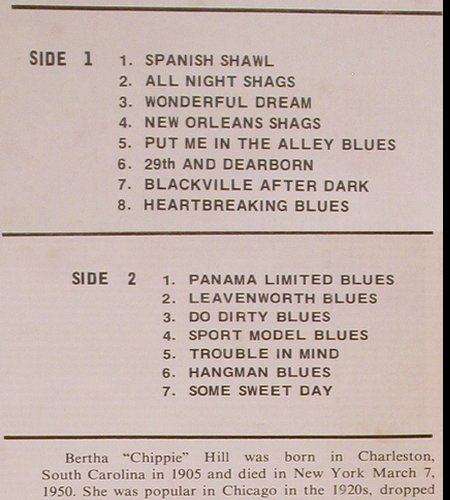 SIDE 1
1. SPANISH SHAWL
2. ALL NIGHT SHAGS
3. WONDERFUL DREAM
4. NEW ORLEANS SHAGS
5. PUT ME IN THE ALLEY BLUES
6. 29th AND DEARBORN
7. BLACKVILLE AFTER DARK
8. HEARTBREAKING BLUES
SIDE 2
1. PANAMA LIMITED BLUES
2. LEAVENWORTH BLUES
3. DO DIRTY BLUES
4. SPORT MODEL BLUES
5. TROUBLE IN MIND
6. HANGMAN BLUES
7. SOME SWEET DAY
Bertha “Chippie” Hill was born in Charleston,
South Carolina in 1905 and died in New York March 7,
1950. She was popular in Chicago in the 1920s, dropped